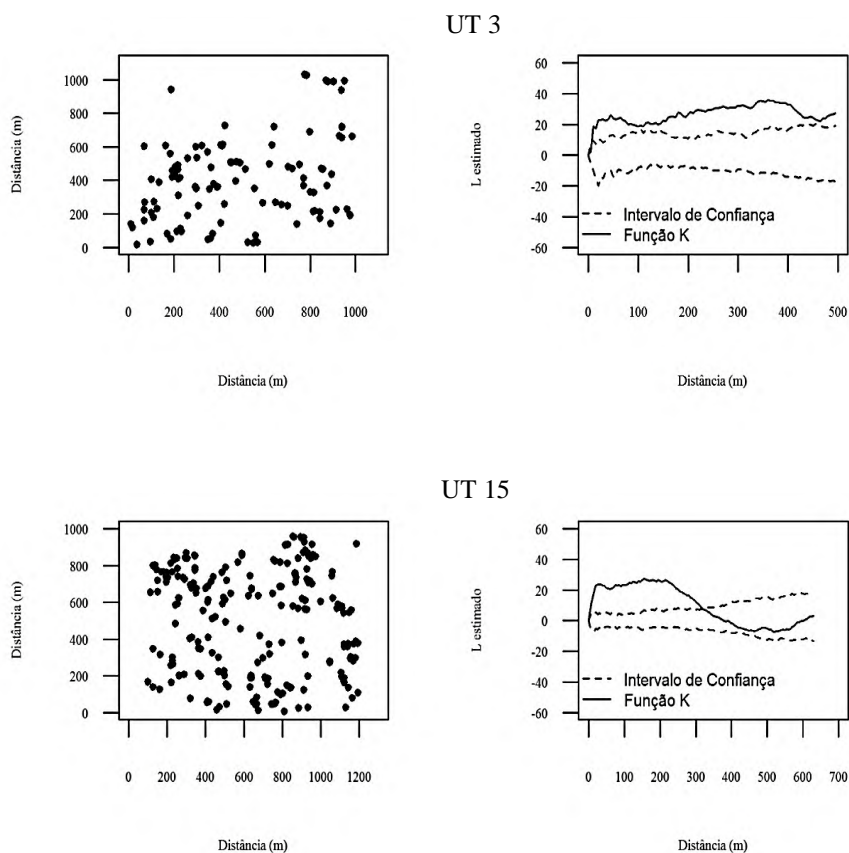 UT 3
1000
800
600
400
200
0
0 200 400 600 800 1000
Distância (m)
Distância (m)
60
40
20
0
-20
-40
-60
L estimado
Intervalo de Confiança
Função K
0 100 200 300 400 500
Distância (m)
UT 15
1000
800
600
400
200
0
0 200 400 600 800 1000 1200
Distância (m)
Distância (m)
60
40
20
0
-20
-40
-60
L estimado
Intervalo de Confiança
Função K
0 100 200 300 400 500 600 700
Distância (m)